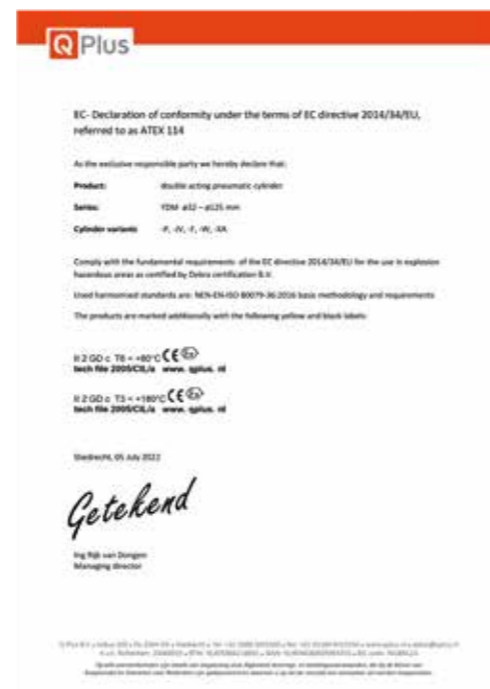 Q Plus
EC- Declaration of conformity under the terms of EC directive 2014/34/EU,
referred to as ATEX 114
As the exclusive responsible party we hereby declare that:
Product: double acting pneumatic cylinder
Series: YDM ø32 – ø125 mm
Cylinder variants
Comply with the fundamental requirements of the EC directive 2014/34/EU for the use in explosion
hazardous areas as certified by Dekra certification B.V.
Used harmonised standards are: NEN-EN-ISO 80079-36:2016 basic methodology and requirements
The products are marked additionally with the following yellow and black labels:
II 2 GD c T6 < +80°C CE Ex
tech file 2005/CIL/a www. qplus. nl
II 2 GD c T3 < +180°C CE Ex
tech file 2005/CIL/a www. qplus. nl
Sliedrecht, 05 July 2022
Getekend
Ing Rijk van Dongen
Managing director